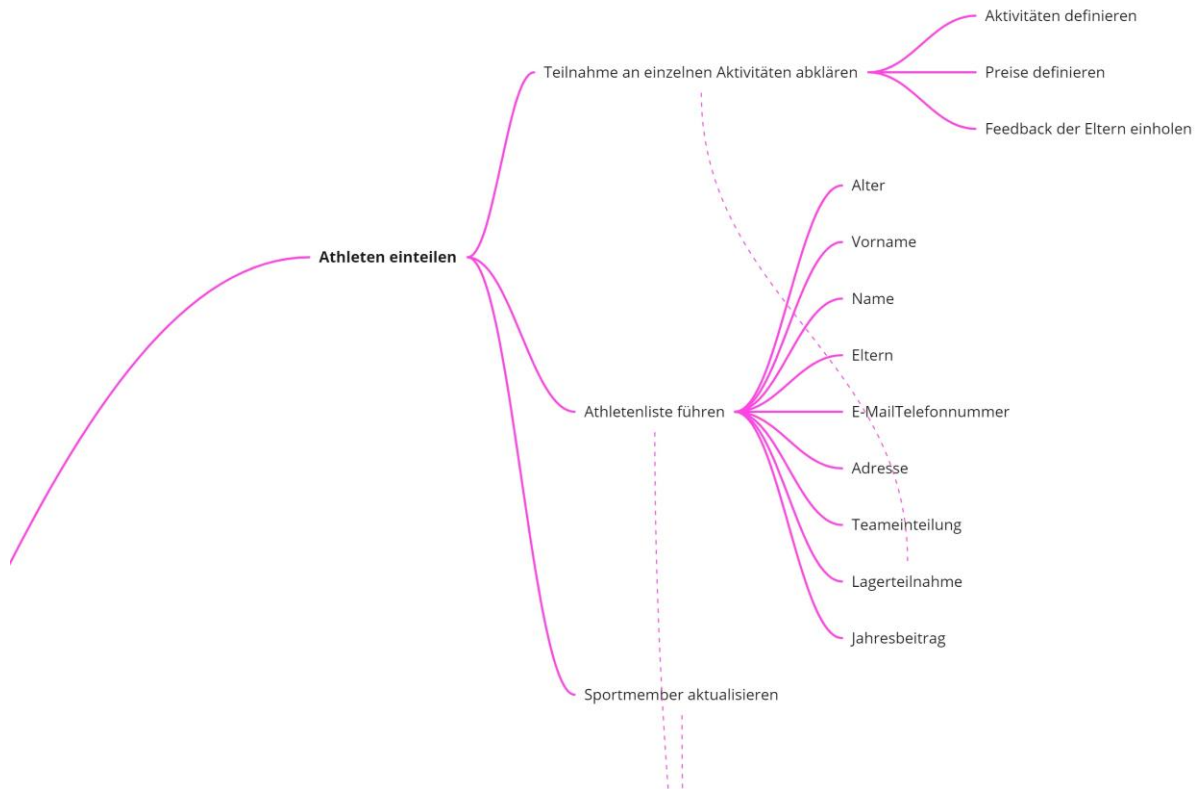 Aktivitäten definieren
Teilnahme an einzelnen Aktivitäten abklären
Preise definieren
Feedback der Eltern einholen
Alter
Vorname
Athleten einteilen
Name
Eltern
Athletenliste führen
E-MailTelefonnummer
Adresse
Teameinteilung
Lagerteilnahme
Jahresbeitrag
Sportmember aktualisieren